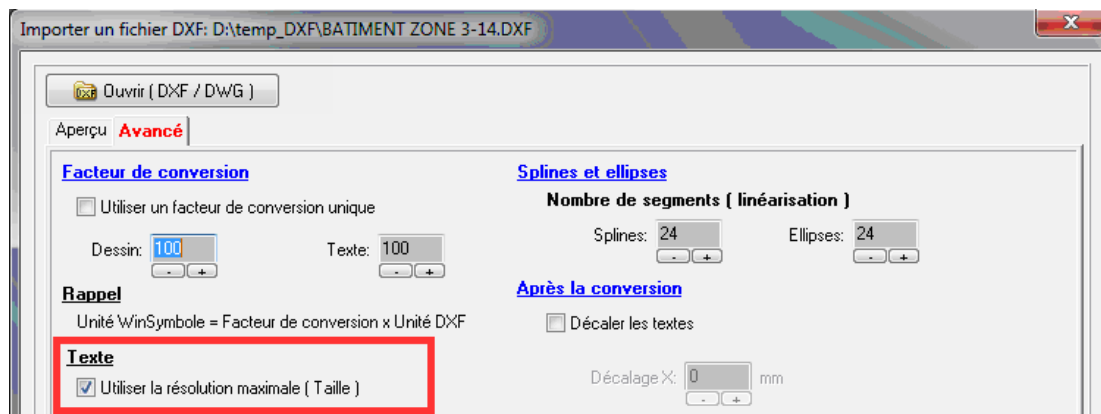 Importer un fichier DXF: D:\temp_DXF\BATIMENT ZONE 3-14.DXF
x
DXF Ouvrir ( DXF / DWG )
Aperçu Avancé
Facteur de conversion
Utiliser un facteur de conversion unique
Dessin: 100 Texte: 100
- + - +
Rappel
Unité WinSymbole = Facteur de conversion x Unité DXF
Texte
Utiliser la résolution maximale ( Taille )
Splines et ellipses
Nombre de segments ( linéarisation )
Splines: 24 Ellipses: 24
- + - +
Après la conversion
Décaler les textes
Décalage X: 0 mm
- +